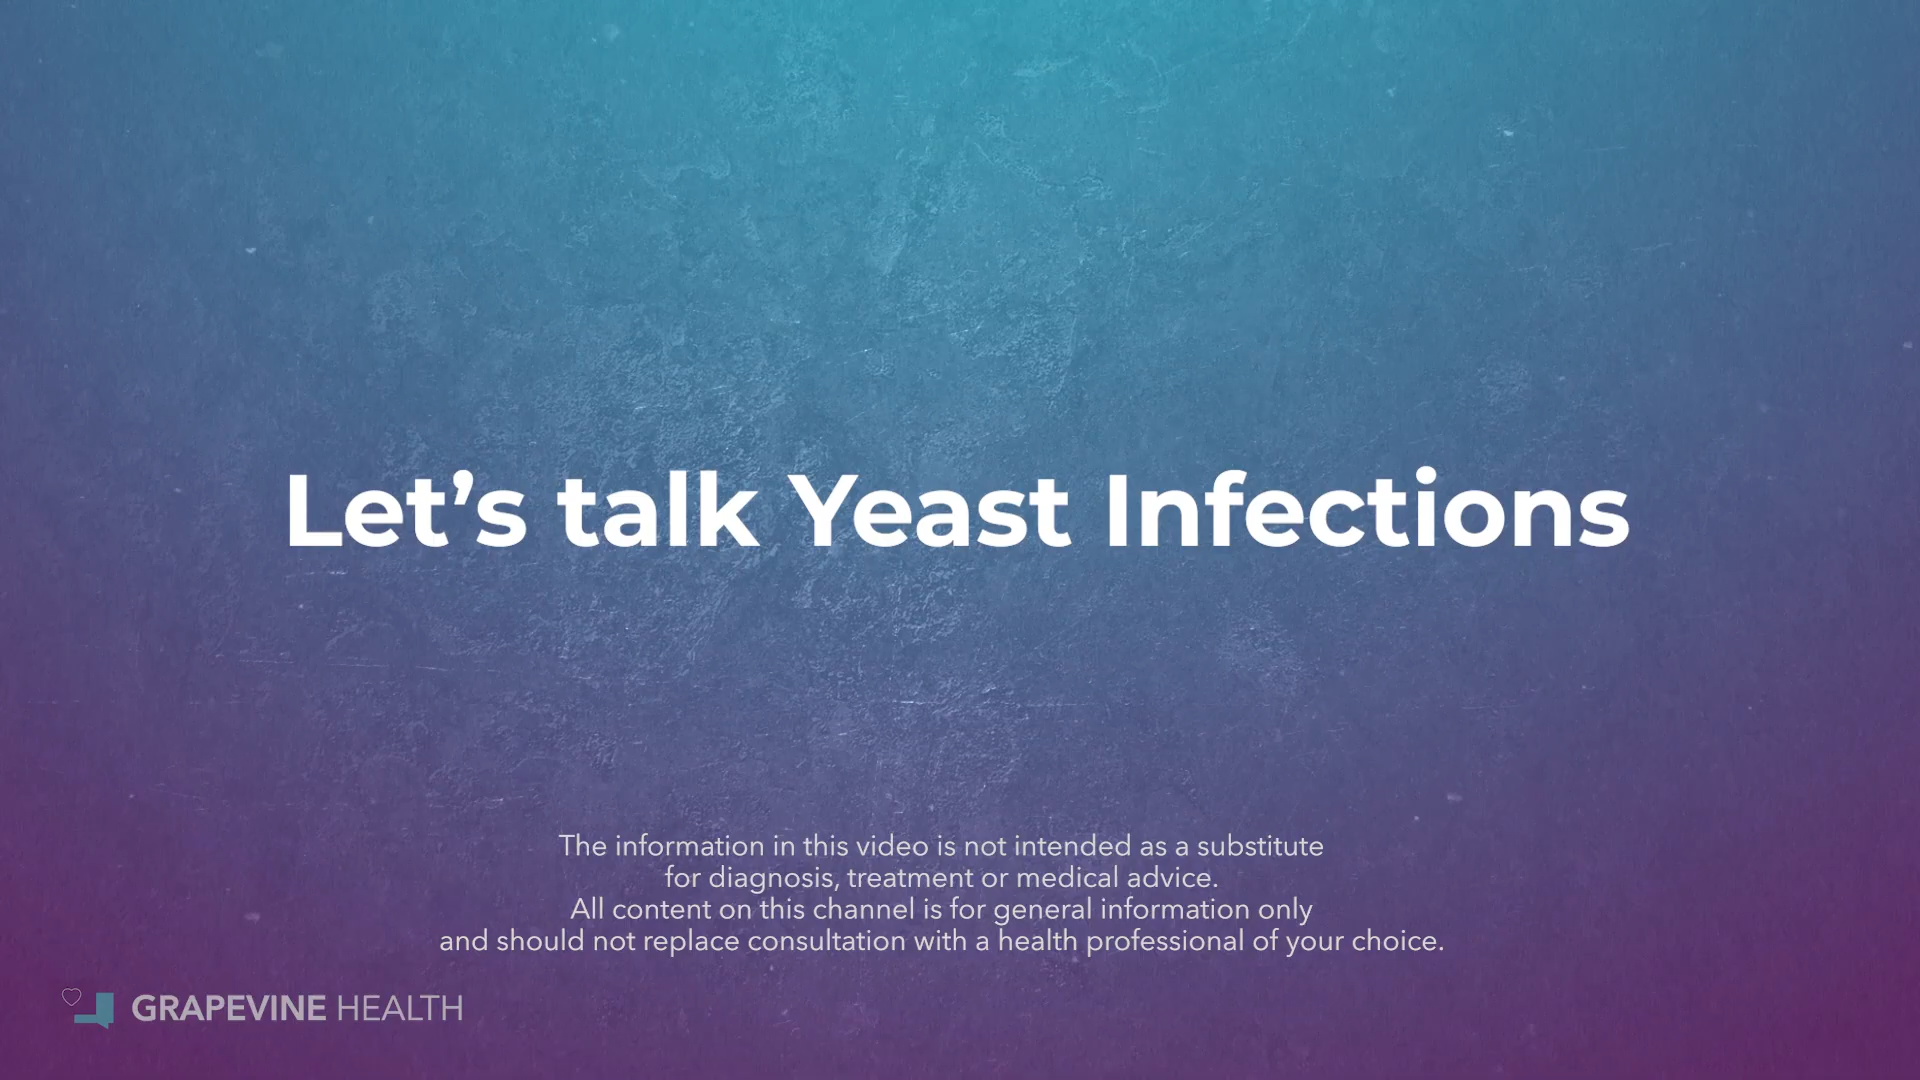 Let’s talk Yeast Infections
The information in this video is not intended as a substitute
for diagnosis, treatment or medical advice.
All content on this channel is for general information only
and should not replace consultation with a health professional of your choice.
GRAPEVINE HEALTH